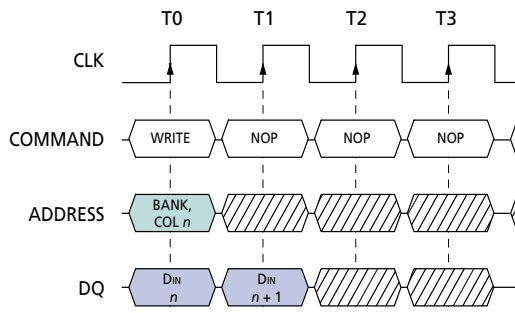 T0 T1 T2 T3
CLK
COMMAND WRITE NOP NOP NOP
ADDRESS BANK,
COL n
DQ DIN DIN
n n + 1